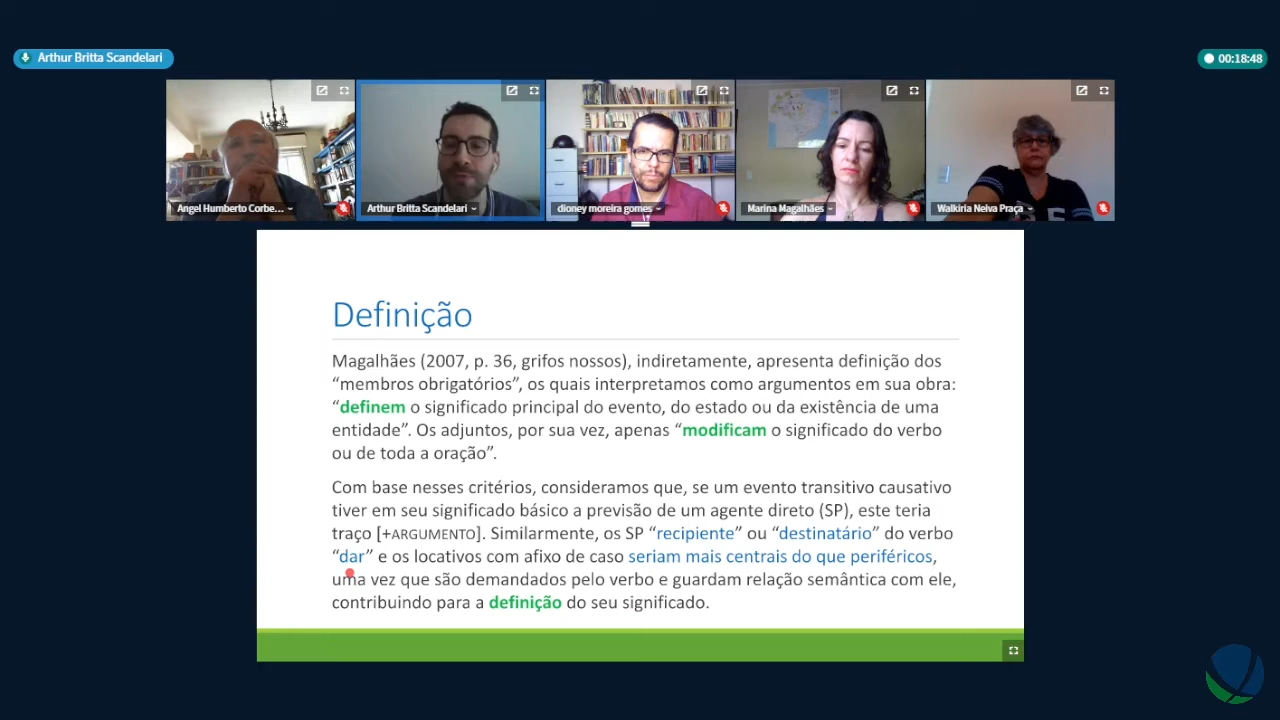 Arthur Britta Scandelari
00:18:48
Angel Humberto Corbe...
Arthur Britta Scandelari
dioney moreira gomes
Marina Magalhães
Walkiria Neiva Praça
Definição
Magalhães (2007, p. 36, grifos nossos), indiretamente, apresenta definição dos
“membros obrigatórios”, os quais interpretamos como argumentos em sua obra:
“definem o significado principal do evento, do estado ou da existência de uma
entidade”. Os adjuntos, por sua vez, apenas “modificam o significado do verbo
ou de toda a oração”.
Com base nesses critérios, consideramos que, se um evento transitivo causativo
tiver em seu significado básico a previsão de um agente direto (SP), este teria
traço [+ARGUMENTO]. Similarmente, os SP “recipiente” ou “destinatário” do verbo
“dar” e os locativos com afixo de caso seriam mais centrais do que periféricos,
uma vez que são demandados pelo verbo e guardam relação semântica com ele,
contribuindo para a definição do seu significado.